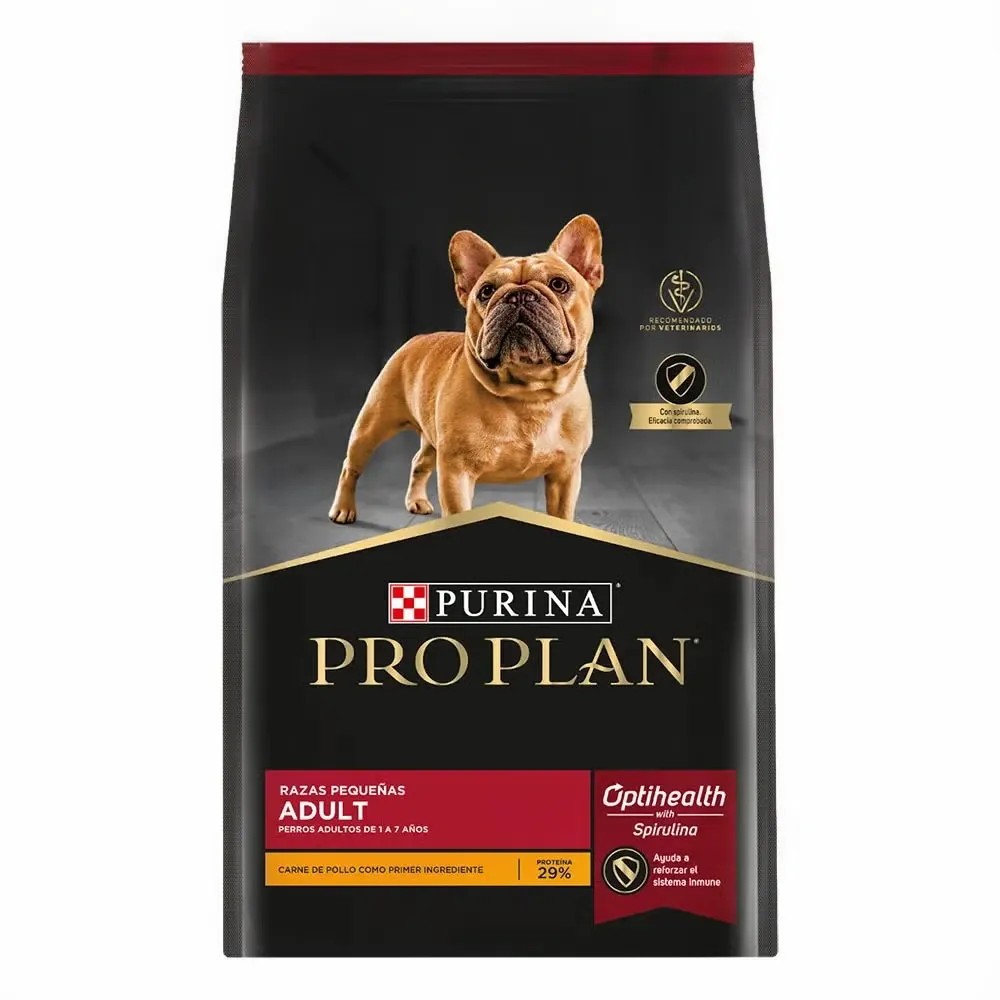 RECOMENDADO
POR VETERINARIOS
Con spirulina.
Eficacia comprobada.
PURINA
PRO PLAN
RAZAS PEQUEÑAS
ADULT
PERROS ADULTOS DE 1 A 7 AÑOS
CARNE DE POLLO COMO PRIMER INGREDIENTE
PROTEÍNA
29%
Optihealth
with
Spirulina
Ayuda a
reforzar el
sistema inmune